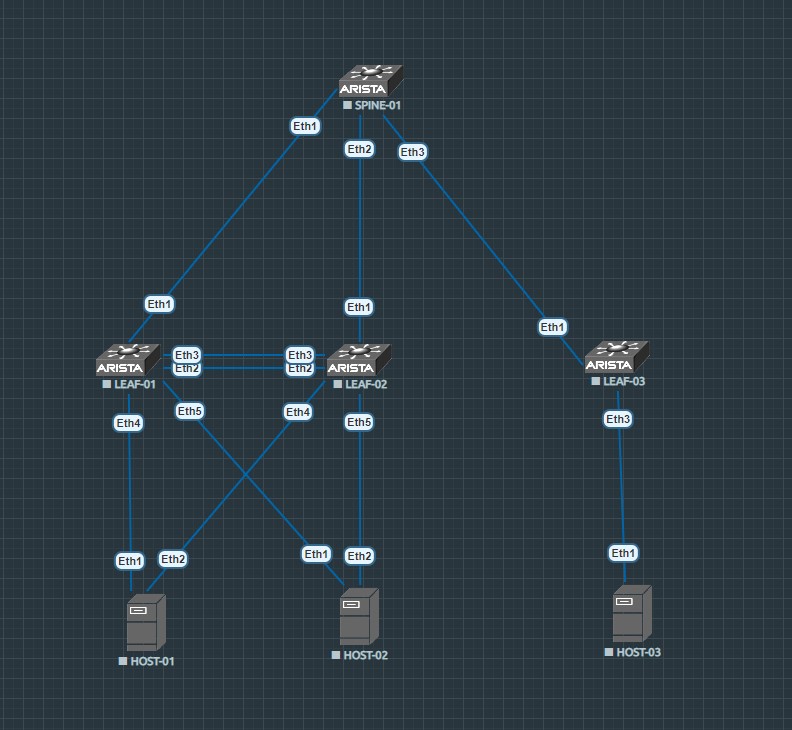 ARISTA
SPINE-01
Eth1
Eth2
Eth3
Eth1
Eth1
Eth1
ARISTA
LEAF-01
Eth3
Eth3
Eth2
Eth2
ARISTA
LEAF-02
ARISTA
LEAF-03
Eth4
Eth5
Eth4
Eth5
Eth3
Eth1
Eth2
Eth1
Eth2
Eth1
HOST-01
HOST-02
HOST-03